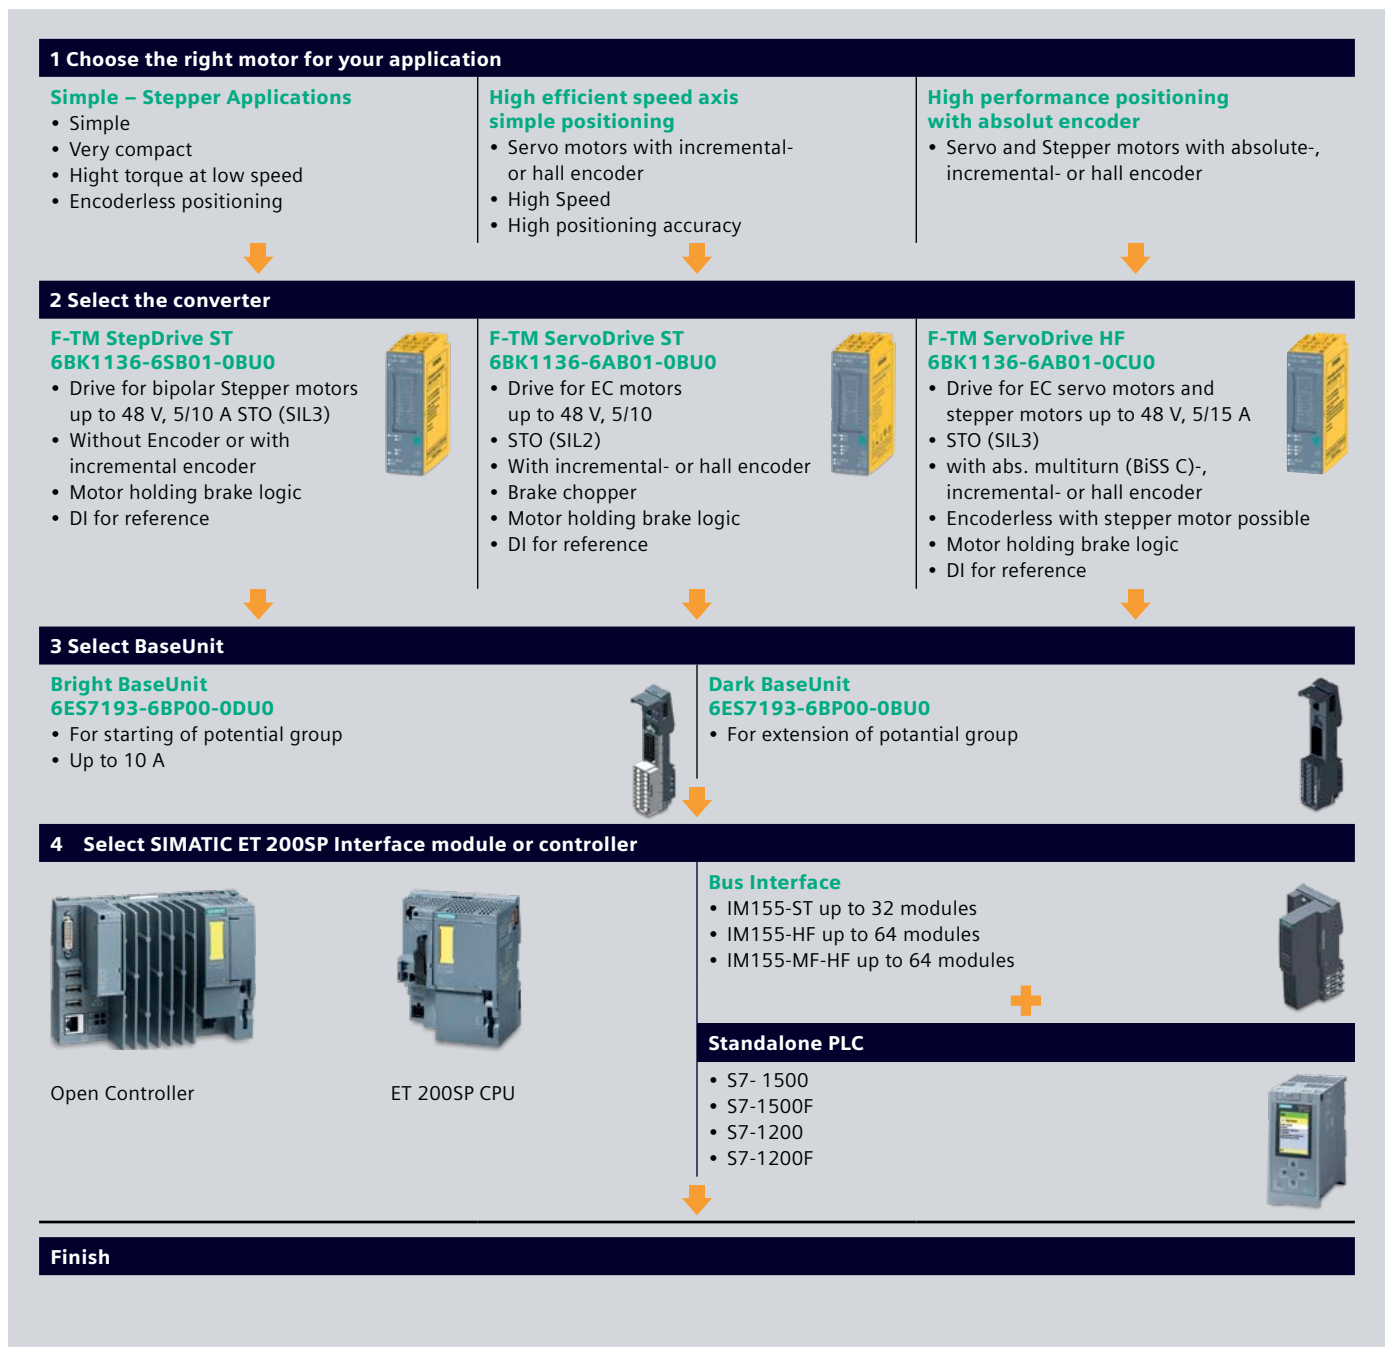 1 Choose the right motor for your application
Simple – Stepper Applications
• Simple
• Very compact
• Hight torque at low speed
• Encoderless positioning
High efficient speed axis
simple positioning
• Servo motors with incremental-
or hall encoder
• High Speed
• High positioning accuracy
High performance positioning
with absolut encoder
• Servo and Stepper motors with absolute-,
incremental- or hall encoder
2 Select the converter
F-TM StepDrive ST
6BK1136-6SB01-0BU0
• Drive for bipolar Stepper motors
up to 48 V, 5/10 A STO (SIL3)
• Without Encoder or with
incremental encoder
• Motor holding brake logic
• DI for reference
F-TM ServoDrive ST
6BK1136-6AB01-0BU0
• Drive for EC motors
up to 48 V, 5/10
• STO (SIL2)
• With incremental- or hall encoder
• Brake chopper
• Motor holding brake logic
• DI for reference
F-TM ServoDrive HF
6BK1136-6AB01-0CU0
• Drive for EC servo motors and
stepper motors up to 48 V, 5/15 A
• STO (SIL3)
• with abs. multiturn (BiSS C)-,
incremental- or hall encoder
• Encoderless with stepper motor possible
• Motor holding brake logic
• DI for reference
3 Select BaseUnit
Bright BaseUnit
6ES7193-6BP00-0DU0
• For starting of potential group
• Up to 10 A
Dark BaseUnit
6ES7193-6BP00-0BU0
• For extension of potantial group
4 Select SIMATIC ET 200SP Interface module or controller
Open Controller
ET 200SP CPU
Bus Interface
• IM155-ST up to 32 modules
• IM155-HF up to 64 modules
• IM155-MF-HF up to 64 modules
Standalone PLC
• S7- 1500
• S7-1500F
• S7-1200
• S7-1200F
Finish